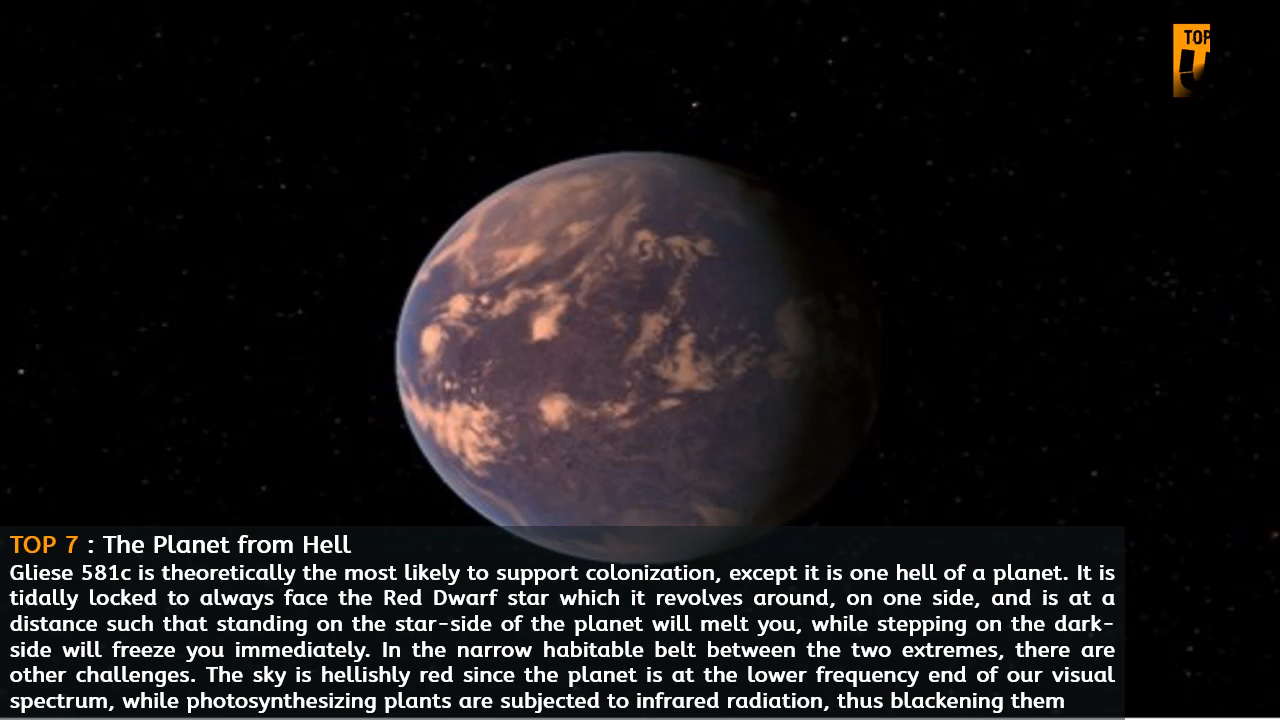 TOP
U
TOP 7 : The Planet from Hell
Gliese 581c is theoretically the most likely to support colonization, except it is one hell of a planet. It is
tidally locked to always face the Red Dwarf star which it revolves around, on one side, and is at a
distance such that standing on the star-side of the planet will melt you, while stepping on the dark-
side will freeze you immediately. In the narrow habitable belt between the two extremes, there are
other challenges. The sky is hellishly red since the planet is at the lower frequency end of our visual
spectrum, while photosynthesizing plants are subjected to infrared radiation, thus blackening them